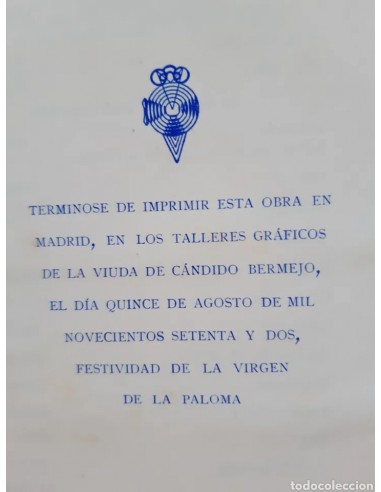 TERMINOSE DE IMPRIMIR ESTA OBRA EN
MADRID, EN LOS TALLERES GRÁFICOS
DE LA VIUDA DE CÁNDIDO BERMEJO,
EL DÍA QUINCE DE AGOSTO DE MIL
NOVECIENTOS SETENTA Y DOS,
FESTIVIDAD DE LA VIRGEN
DE LA PALOMA
todocoleccion